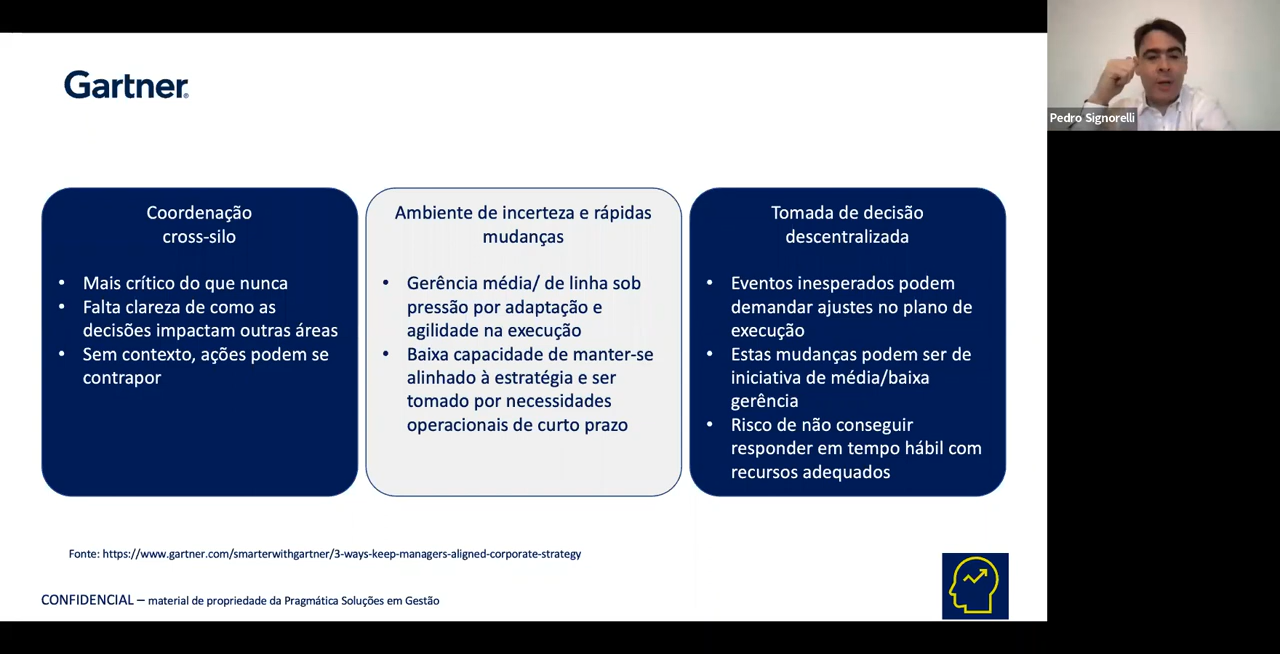 Gartner®
Pedro Signorelli
Coordenação
cross-silo
• Mais crítico do que nunca
• Falta clareza de como as
decisões impactam outras áreas
• Sem contexto, ações podem se
contrapor
Ambiente de incerteza e rápidas
mudanças
• Gerência média/ de linha sob
pressão por adaptação e
agilidade na execução
• Baixa capacidade de manter-se
alinhado à estratégia e ser
tomado por necessidades
operacionais de curto prazo
Tomada de decisão
descentralizada
• Eventos inesperados podem
demandar ajustes no plano de
execução
• Estas mudanças podem ser de
iniciativa de média/baixa
gerência
• Risco de não conseguir
responder em tempo hábil com
recursos adequados
Fonte: https://www.gartner.com/smarterwithgartner/3-ways-keep-managers-aligned-corporate-strategy
CONFIDENCIAL – material de propriedade da Pragmática Soluções em Gestão